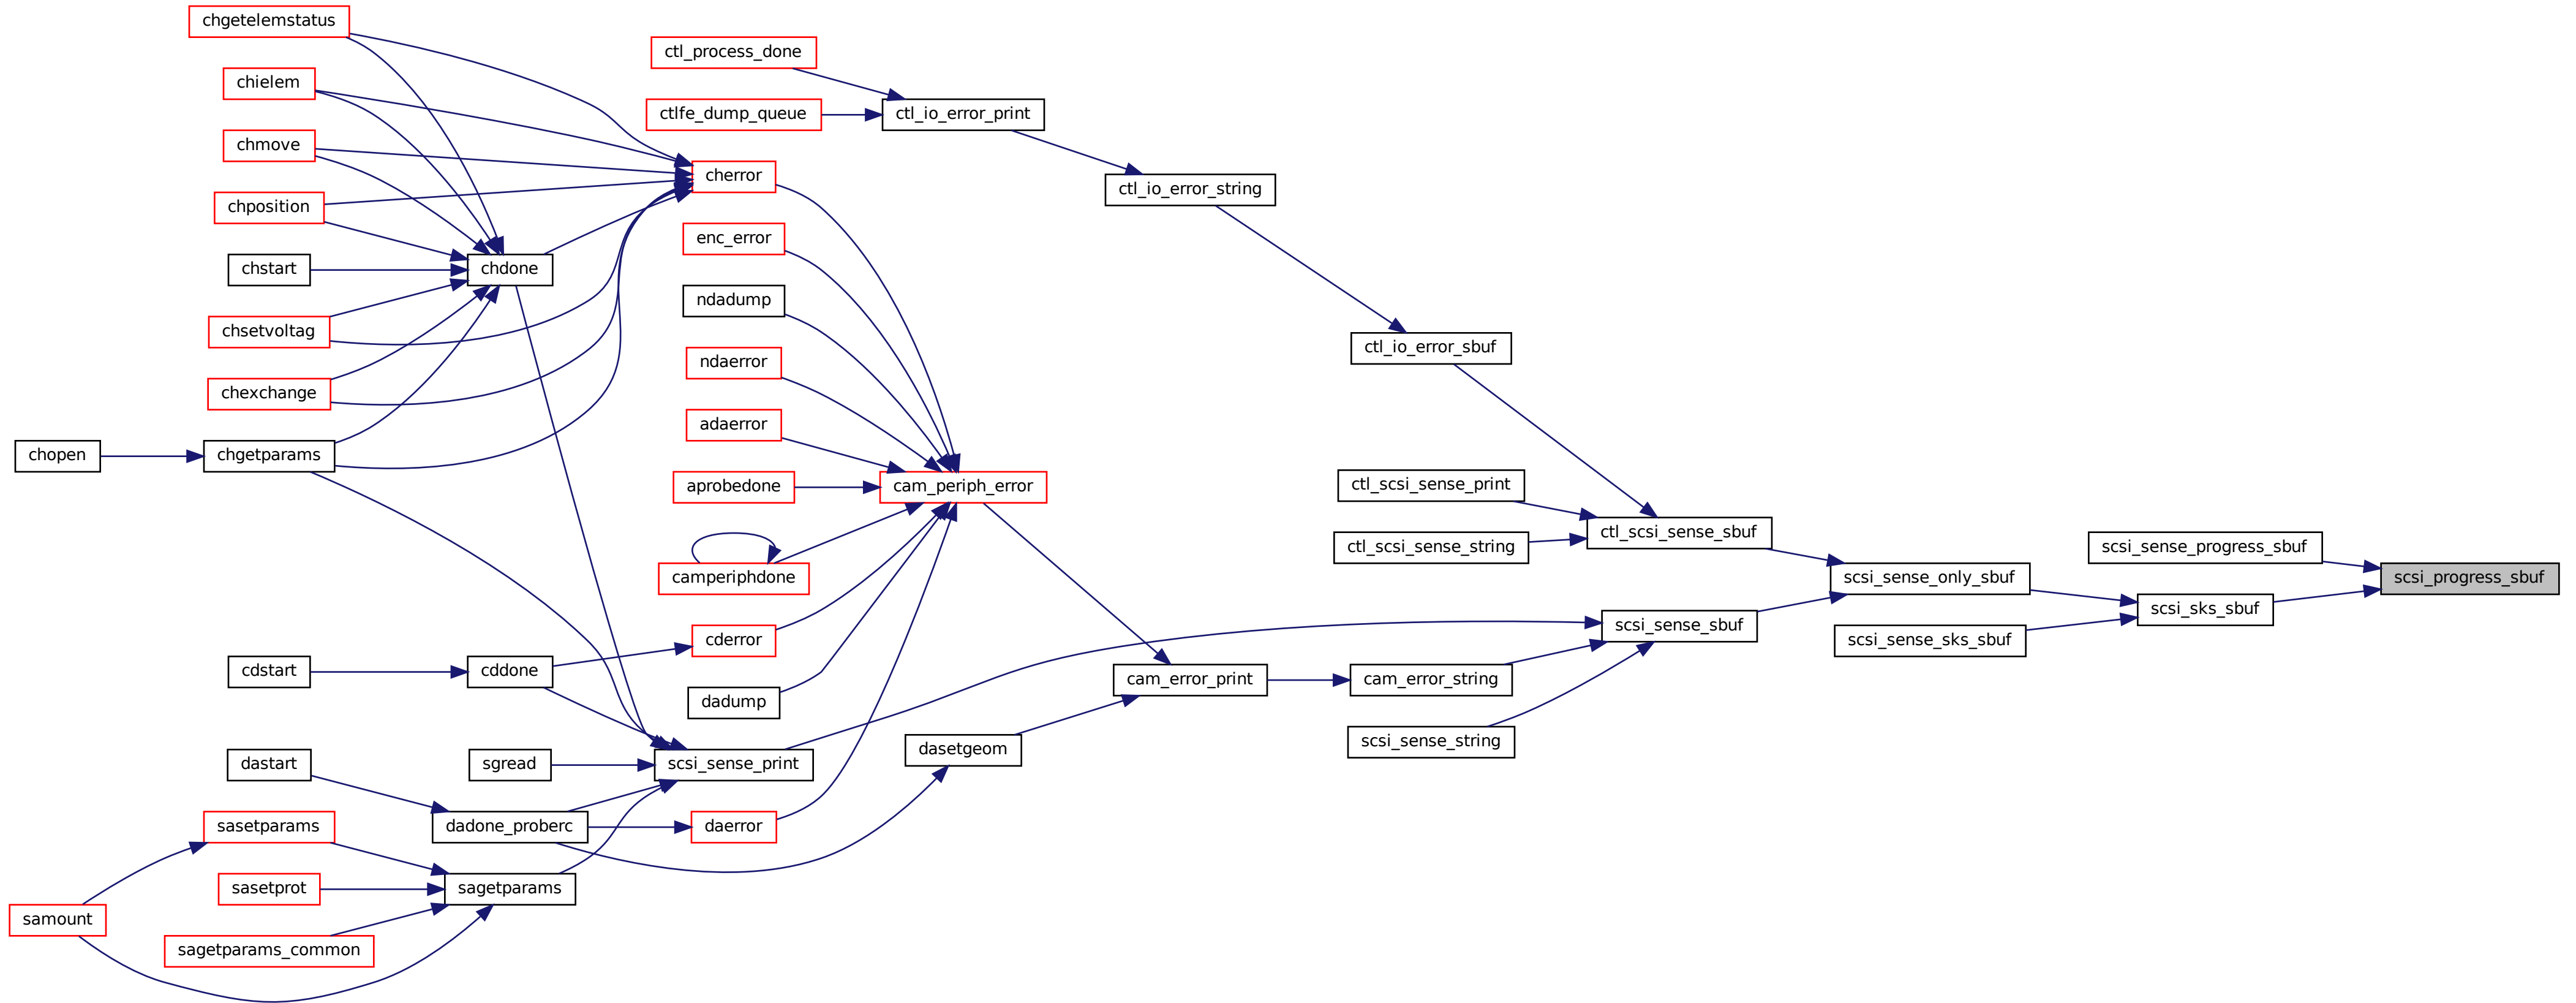 chgetelemstatus
chielem
chmove
chposition
chstart
chsetvoltag
chexchange
chopen
chgetparams
cdstart
dastart
sasetparams
sasetprot
samount
sagetparams_common
chdone
cddone
sgread
dadone_proberc
sagetparams
ctl_process_done
ctlfe_dump_queue
cherror
enc_error
ndadump
ndaerror
adaerror
aprobedone
camperiphdone
cderror
dadump
scsi_sense_print
daerror
ctl_io_error_print
cam_periph_error
dasetgeom
ctl_io_error_string
cam_error_print
ctl_io_error_sbuf
ctl_scsi_sense_print
ctl_scsi_sense_string
cam_error_string
scsi_sense_string
ctl_scsi_sense_sbuf
scsi_sense_sbuf
scsi_sense_only_sbuf
scsi_sense_sks_sbuf
scsi_sense_progress_sbuf
scsi_sks_sbuf
scsi_progress_sbuf